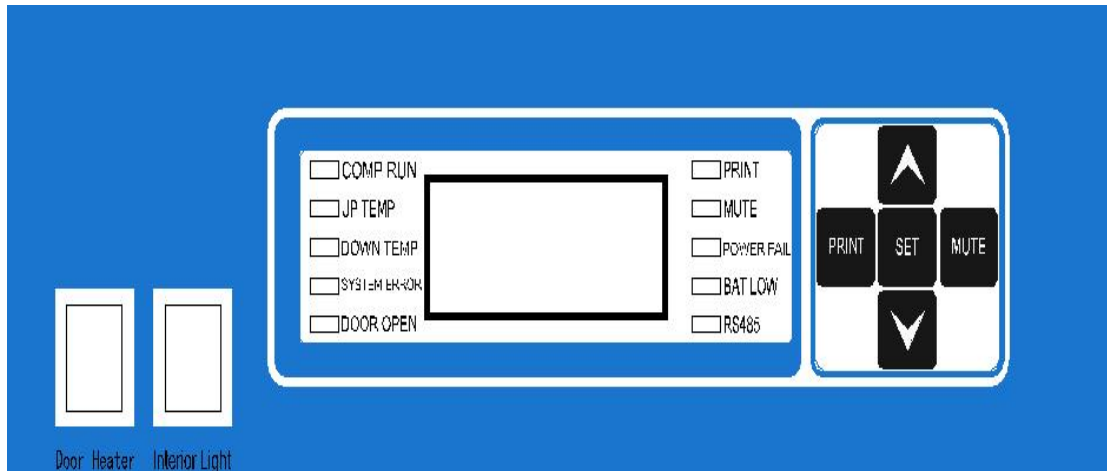 COMP RUN
JP TEMP
DOWN TEMP
SYSTEM ERROR
DOOR OPEN
PRINT
MUTE
POWER FAIL
BAT LOW
RS485
PRINT
SET
MUTE
Door Heater
Interior Light